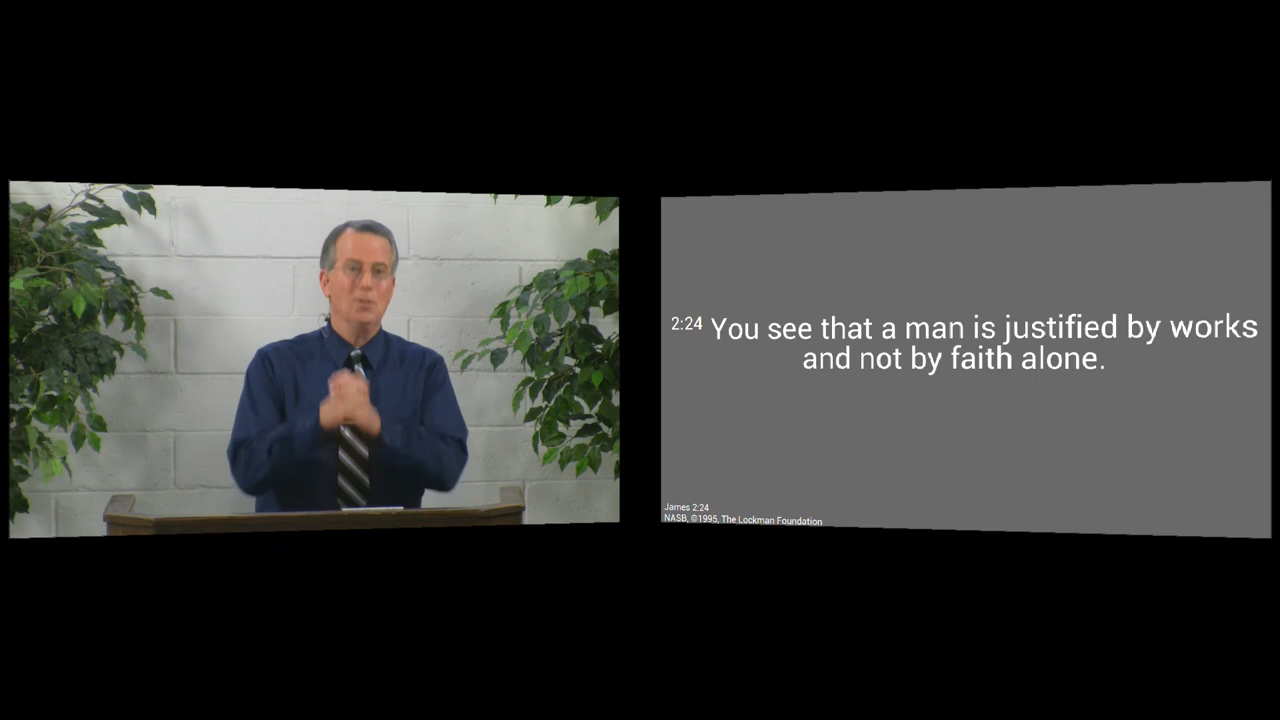 2:24 You see that a man is justified by works
and not by faith alone.
James 2:24
NASB, ©1995, The Lockman Foundation